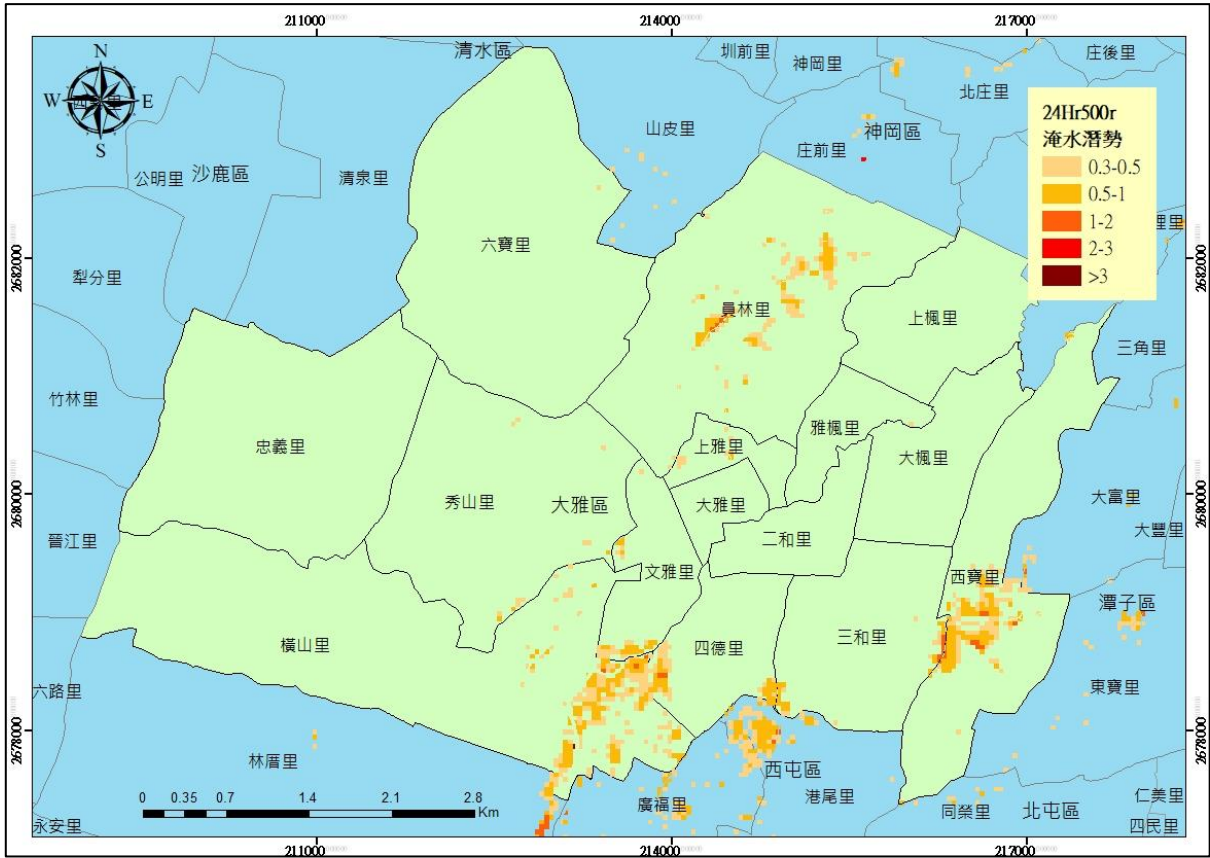 211000
214000
217000
清水區
圳前里
神岡里
庄後里
N
W
E
S
北庄里
24Hr500r
淹水潛勢
0.3-0.5
0.5-1
1-2
2-3
>3
山皮里
神岡區
庄前里
公明里
沙鹿區
清泉里
2682000
六寶里
2682000
犁分里
員林里
上楓里
三角里
竹林里
雅楓里
忠義里
上雅里
大楓里
2680000
秀山里
大雅區
大雅里
大富里
2680000
大豐里
晉江里
二和里
文雅里
西寶里
潭子區
橫山里
四德里
三和里
六路里
東寶里
2678000
2678000
林厝里
西屯區
0
0.35
0.7
1.4
2.1
2.8
Km
廣福里
港尾里
同榮里
北屯區
仁美里
永安里
四民里
211000
214000
217000